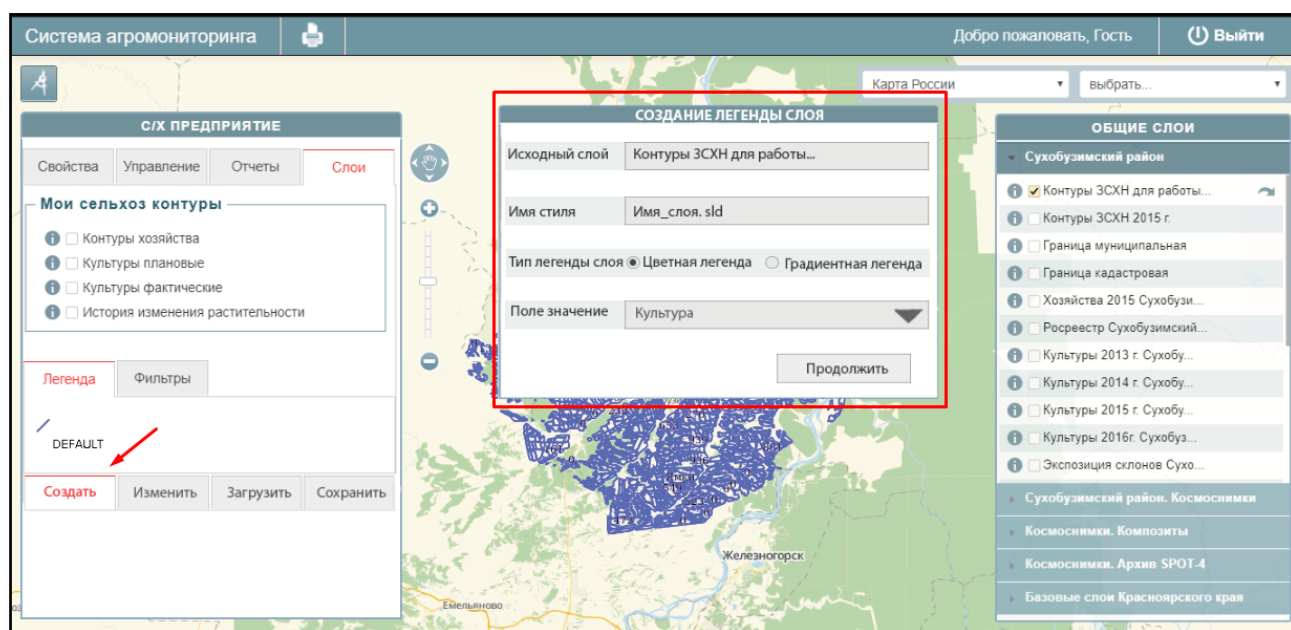 Система агромониторинга
Добро пожаловать, Гость
Выйти
Карта России
выбрать...
С/Х ПРЕДПРИЯТИЕ
Свойства Управление Отчеты Слои
Мои сельхоз контуры
Контуры хозяйства
Культуры плановые
Культуры фактические
История изменения растительности
Легенда Фильтры
DEFAULT
Создать Изменить Загрузить Сохранить
СОЗДАНИЕ ЛЕГЕНДЫ СЛОЯ
Исходный слой Контуры ЗСХН для работы...
Имя стиля Имя_слоя. sld
Тип легенды слоя Цветная легенда Градиентная легенда
Поле значение Культура
Продолжить
Железногорск
Емельяново
ОБЩИЕ СЛОИ
Сухобузимский район
Контуры ЗСХН для работы...
Контуры ЗСХН 2015 г.
Граница муниципальная
Граница кадастровая
Хозяйства 2015 Сухобузи...
Росреестр Сухобузимский...
Культуры 2013 г. Сухобу...
Культуры 2014 г. Сухобу...
Культуры 2015 г. Сухобу...
Культуры 2016г. Сухобуз...
Экспозиция склонов Сухо...
Сухобузимский район. Космоснимки
Космоснимки. Композиты
Космоснимки. Архив SPOT-4
Базовые слои Красноярского края